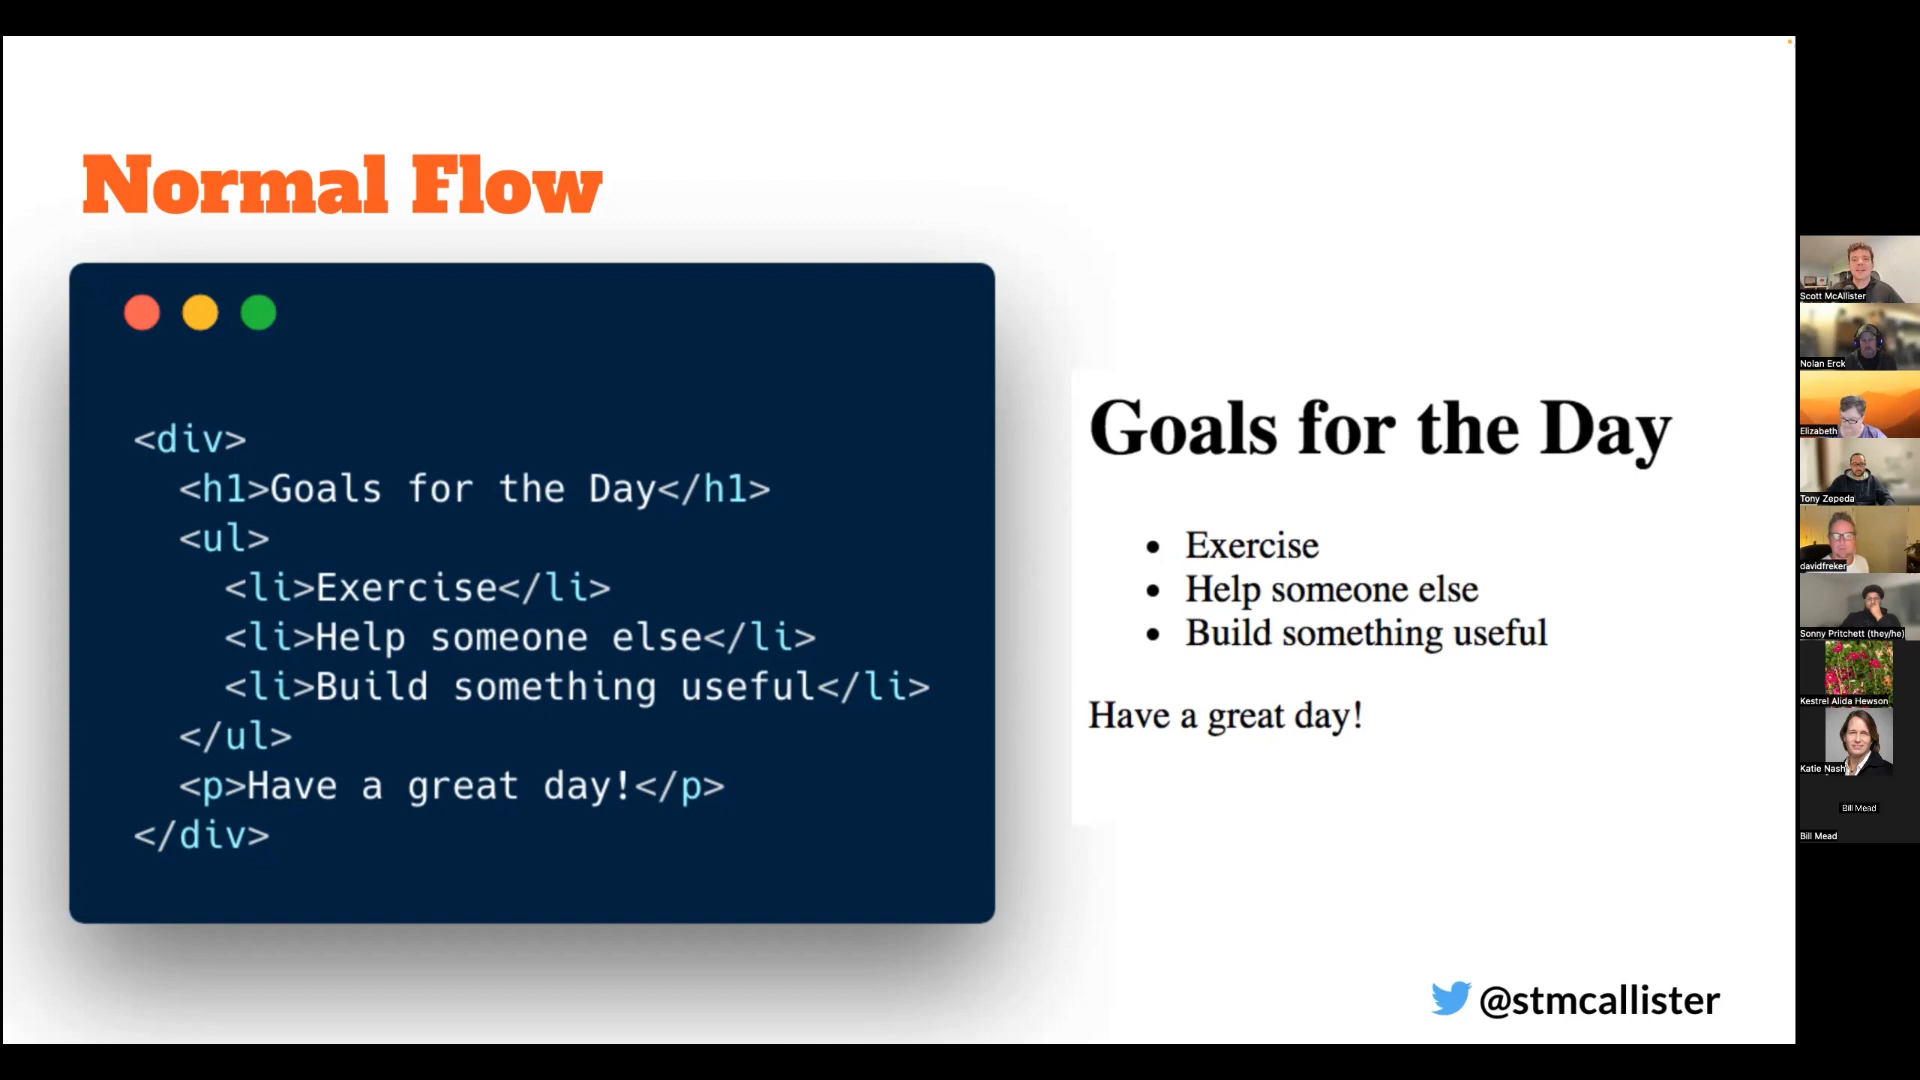 Normal Flow
<div>
<h1>Goals for the Day</h1>
<ul>
<li>Exercise</li>
<li>Help someone else</li>
<li>Build something useful</li>
</ul>
<p>Have a great day!</p>
</div>
Goals for the Day
• Exercise
• Help someone else
• Build something useful
Have a great day!
@stmcallister
Scott McAllister
Nolan Erck
Elizabeth
Tony Zepeda
davidfreker
Sonny Pritchett (they/he)
Kestrel Alida Hewson
Katie Nash
Bill Mead
Bill Mead